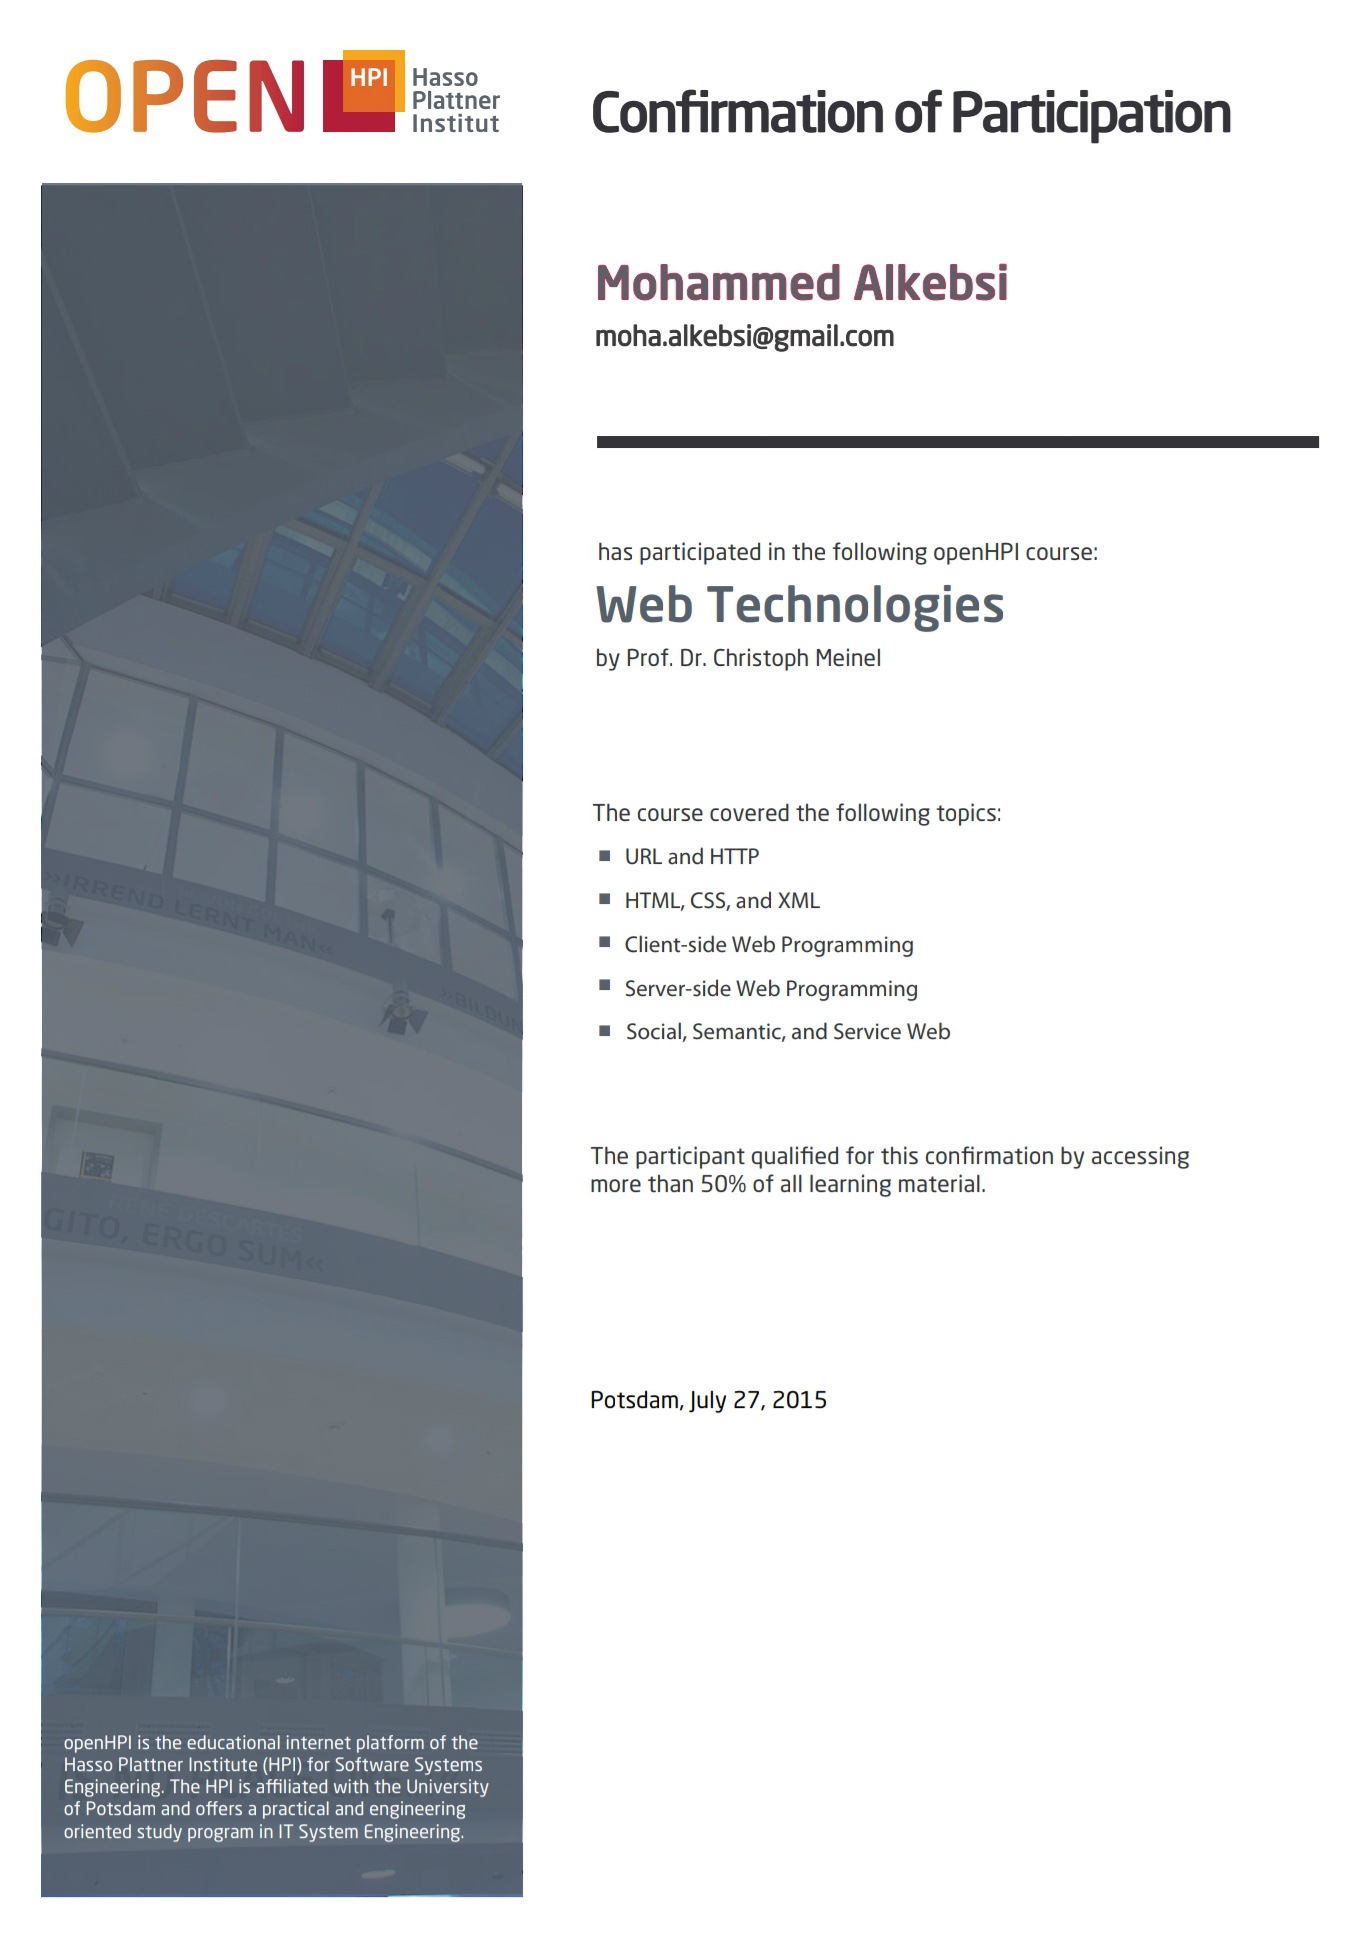 OPEN HPI Hasso
Plattner
Institut
Confirmation of Participation
Mohammed Alkebsi
moha.alkebsi@gmail.com
has participated in the following openHPI course:
Web Technologies
by Prof. Dr. Christoph Meinel
The course covered the following topics:
URL and HTTP
HTML, CSS, and XML
Client-side Web Programming
Server-side Web Programming
Social, Semantic, and Service Web
The participant qualified for this confirmation by accessing
more than 50% of all learning material.
Potsdam, July 27, 2015
»IRREND LERNT MAN«
»BILDUN
RENE DESCARTES
GITO, ERGO SUM«
openHPI is the educational internet platform of the
Hasso Plattner Institute (HPI) for Software Systems
Engineering. The HPI is affiliated with the University
of Potsdam and offers a practical and engineering
oriented study program in IT System Engineering.